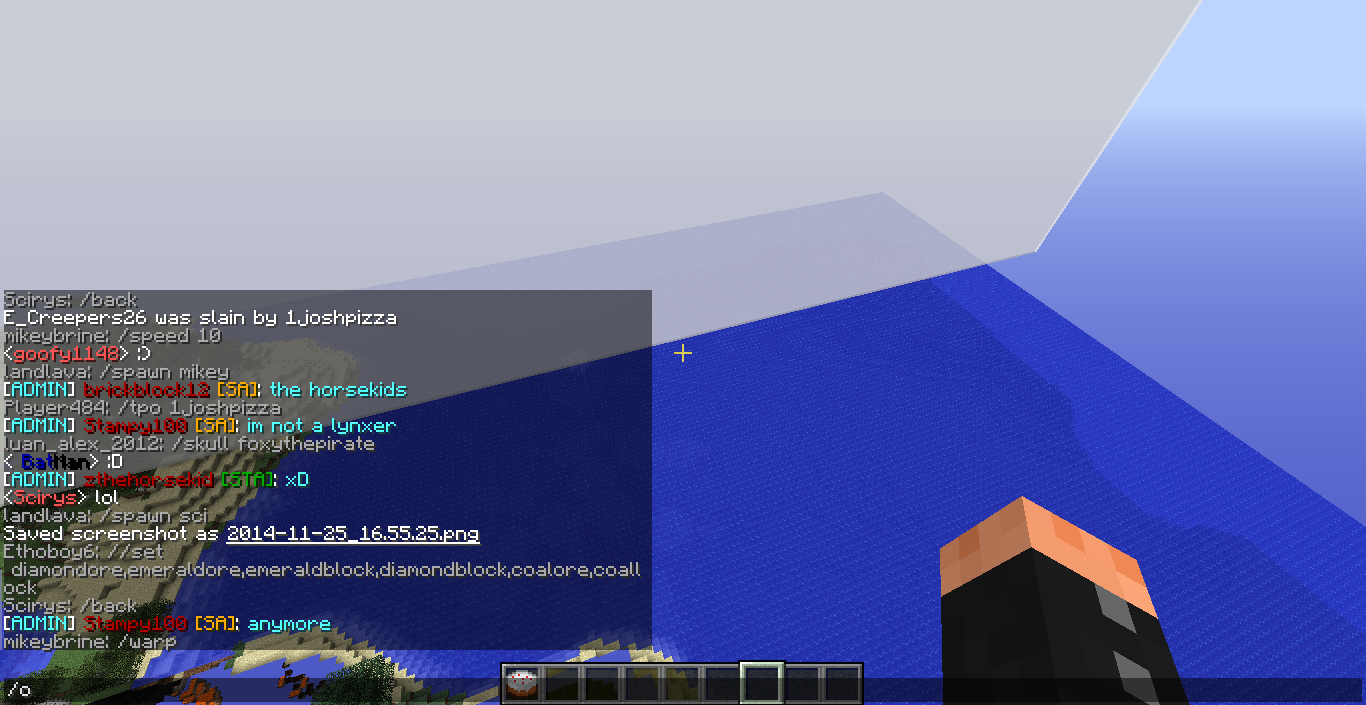 Scirys: /back
E_Creepers26 was slain by 1joshpizza
mikeybrine: /speed 10
<goofy1148> :)
landlava: /spawn mikey
[ADMIN] brickblock12 [SA]: the horsekids
Player484: /tpo 1joshpizza
[ADMIN] Stampy100 [SA]: im not a lynxer
luan_alex_2012: /skull foxythepirate
< BatMan> :D
[ADMIN] zthehorsekid [STA]: xD
<Scirys> lol
landlava: /spawn sci
Saved screenshot as 2014-11-25_16.55.25.png
Ethoboy6: //set
diamondore,emeraldore,emeraldblock,diamondblock,coalore,coall
ock
Scirys: /back
[ADMIN] Stampy100 [SA]: anymore
mikeybrine: /warp
/o